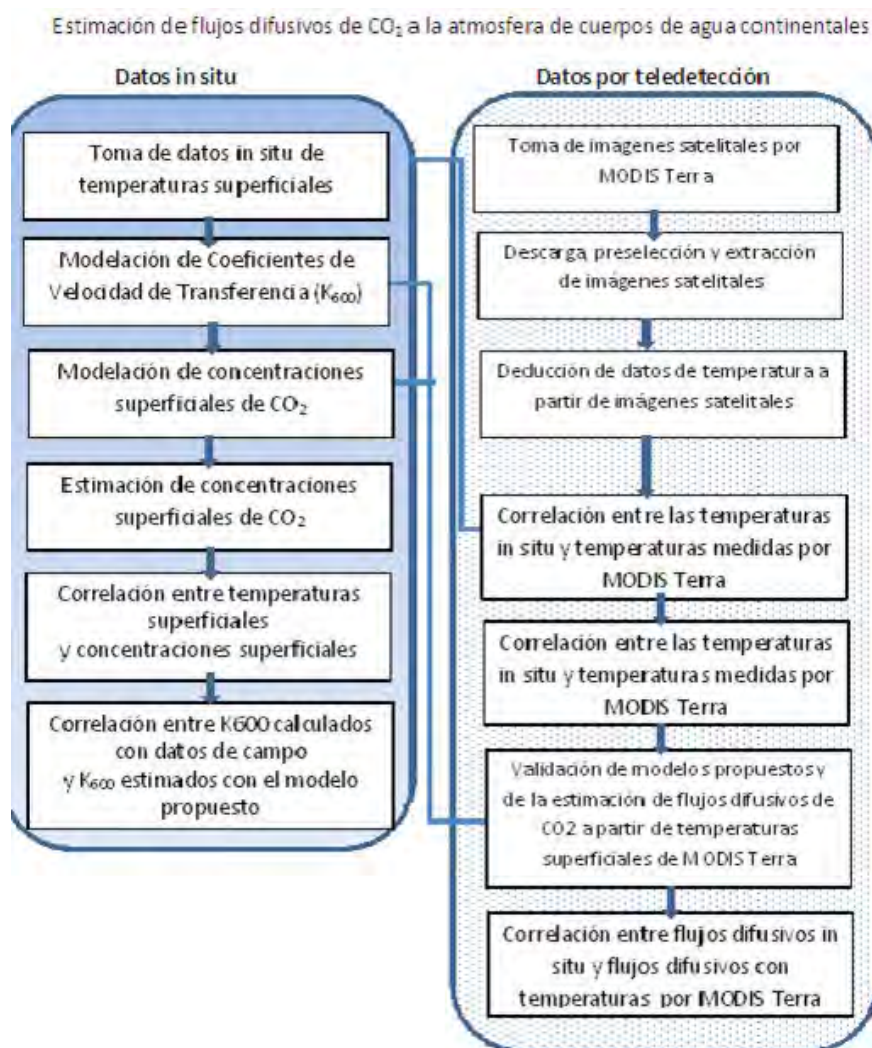 Estimación de flujos difusivos de CO₂ a la atmosfera de cuerpos de agua continentales
Datos in situ
Toma de datos in situ de
temperaturas superficiales
Modelación de Coeficientes de
Velocidad de Transferencia (K₆₀₀)
Modelación de concentraciones
superficiales de CO₂
Estimación de concentraciones
superficiales de CO₂
Correlación entre temperaturas
superficiales
y concentraciones superficiales
Correlación entre K600 calculados
con datos de campo
y K₆₀₀ estimados con el modelo
propuesto
Datos por teledetección
Toma de imágenes satelitales por
MODIS Terra
Descarga, preselección y extracción
de imágenes satelitales
Deducción de datos de temperatura a
partir de imágenes satelitales
Correlación entre las temperaturas
in situ y temperaturas medidas por
MODIS Terra
Correlación entre las temperaturas
in situ y temperaturas medidas por
MODIS Terra
Validación de modelos propuestos y
de la estimación de flujos difusivos de
CO2 a partir de temperaturas
superficiales de MODIS Terra
Correlación entre flujos difusivos in
situ y flujos difusivos con
temperaturas por MODIS Terra